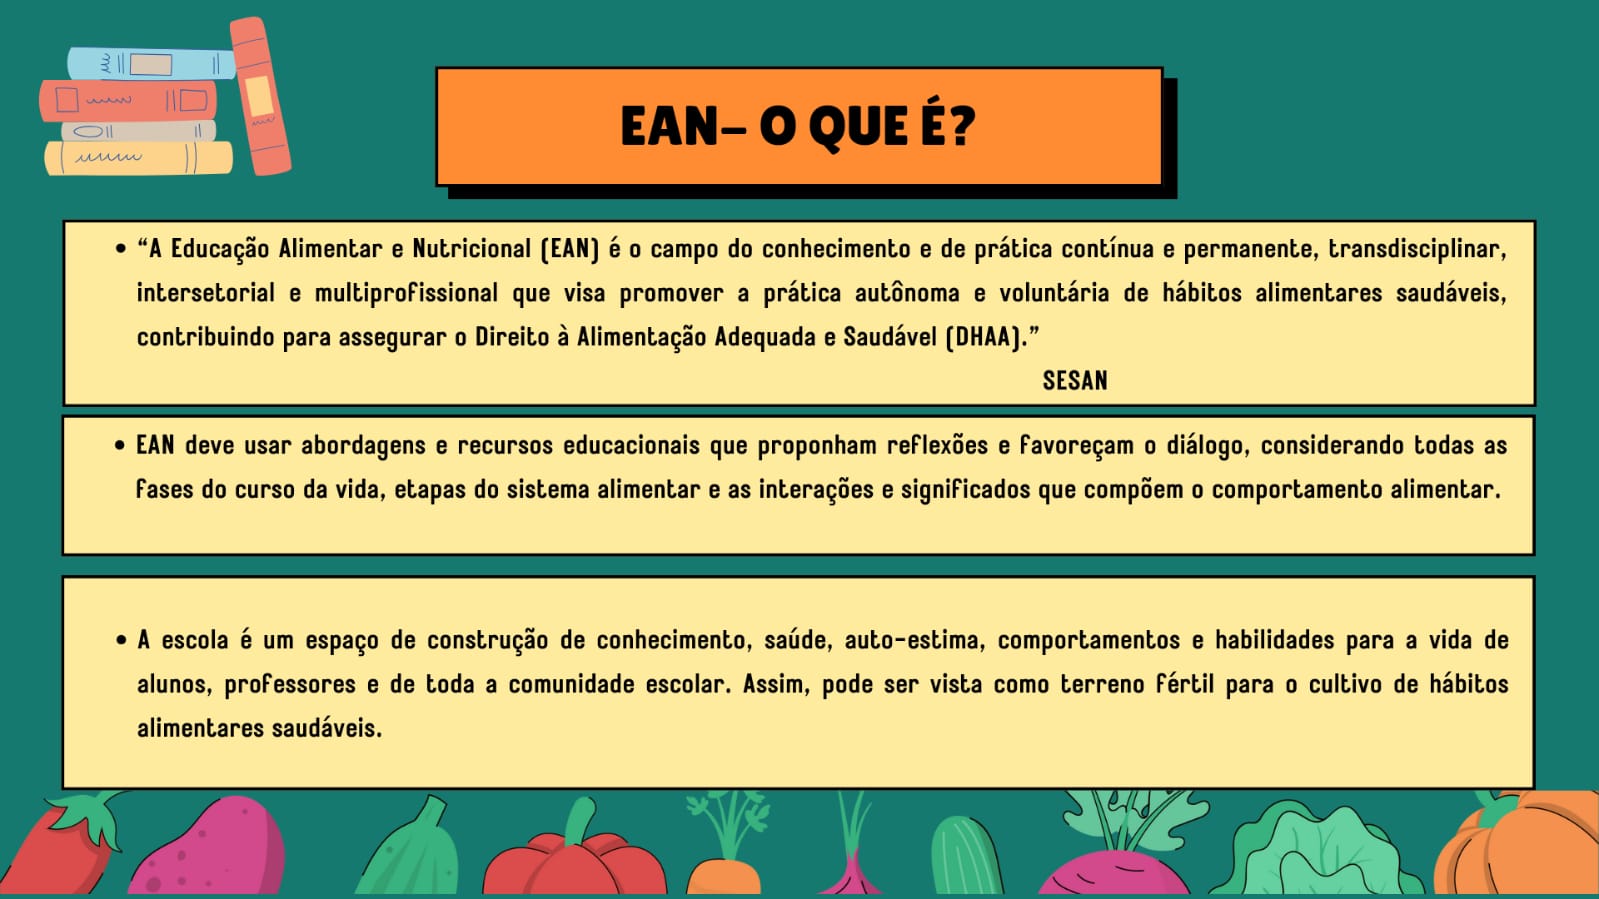 EAN- O QUE É?
• “A Educação Alimentar e Nutricional (EAN) é o campo do conhecimento e de prática contínua e permanente, transdisciplinar,
intersetorial e multiprofissional que visa promover a prática autônoma e voluntária de hábitos alimentares saudáveis,
contribuindo para assegurar o Direito à Alimentação Adequada e Saudável (DHAA).”
SESAN
• EAN deve usar abordagens e recursos educacionais que proponham reflexões e favoreçam o diálogo, considerando todas as
fases do curso da vida, etapas do sistema alimentar e as interações e significados que compõem o comportamento alimentar.
• A escola é um espaço de construção de conhecimento, saúde, auto-estima, comportamentos e habilidades para a vida de
alunos, professores e de toda a comunidade escolar. Assim, pode ser vista como terreno fértil para o cultivo de hábitos
alimentares saudáveis.